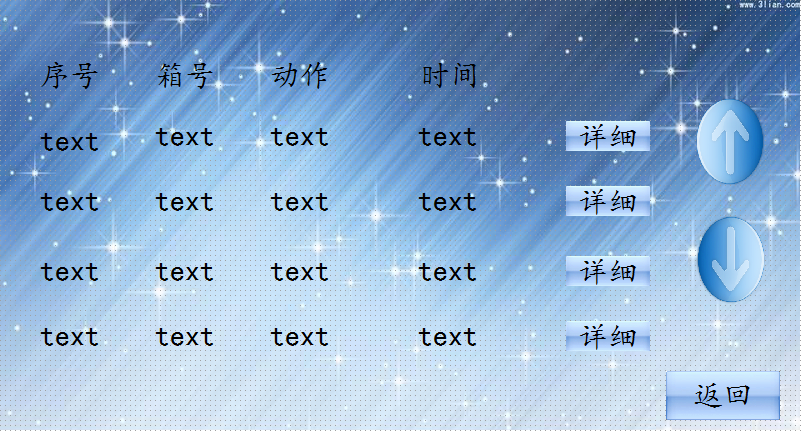 www.3lian.com
序号 箱号 动作 时间
text text text text 详细
text text text text 详细
text text text text 详细
text text text text 详细
返回